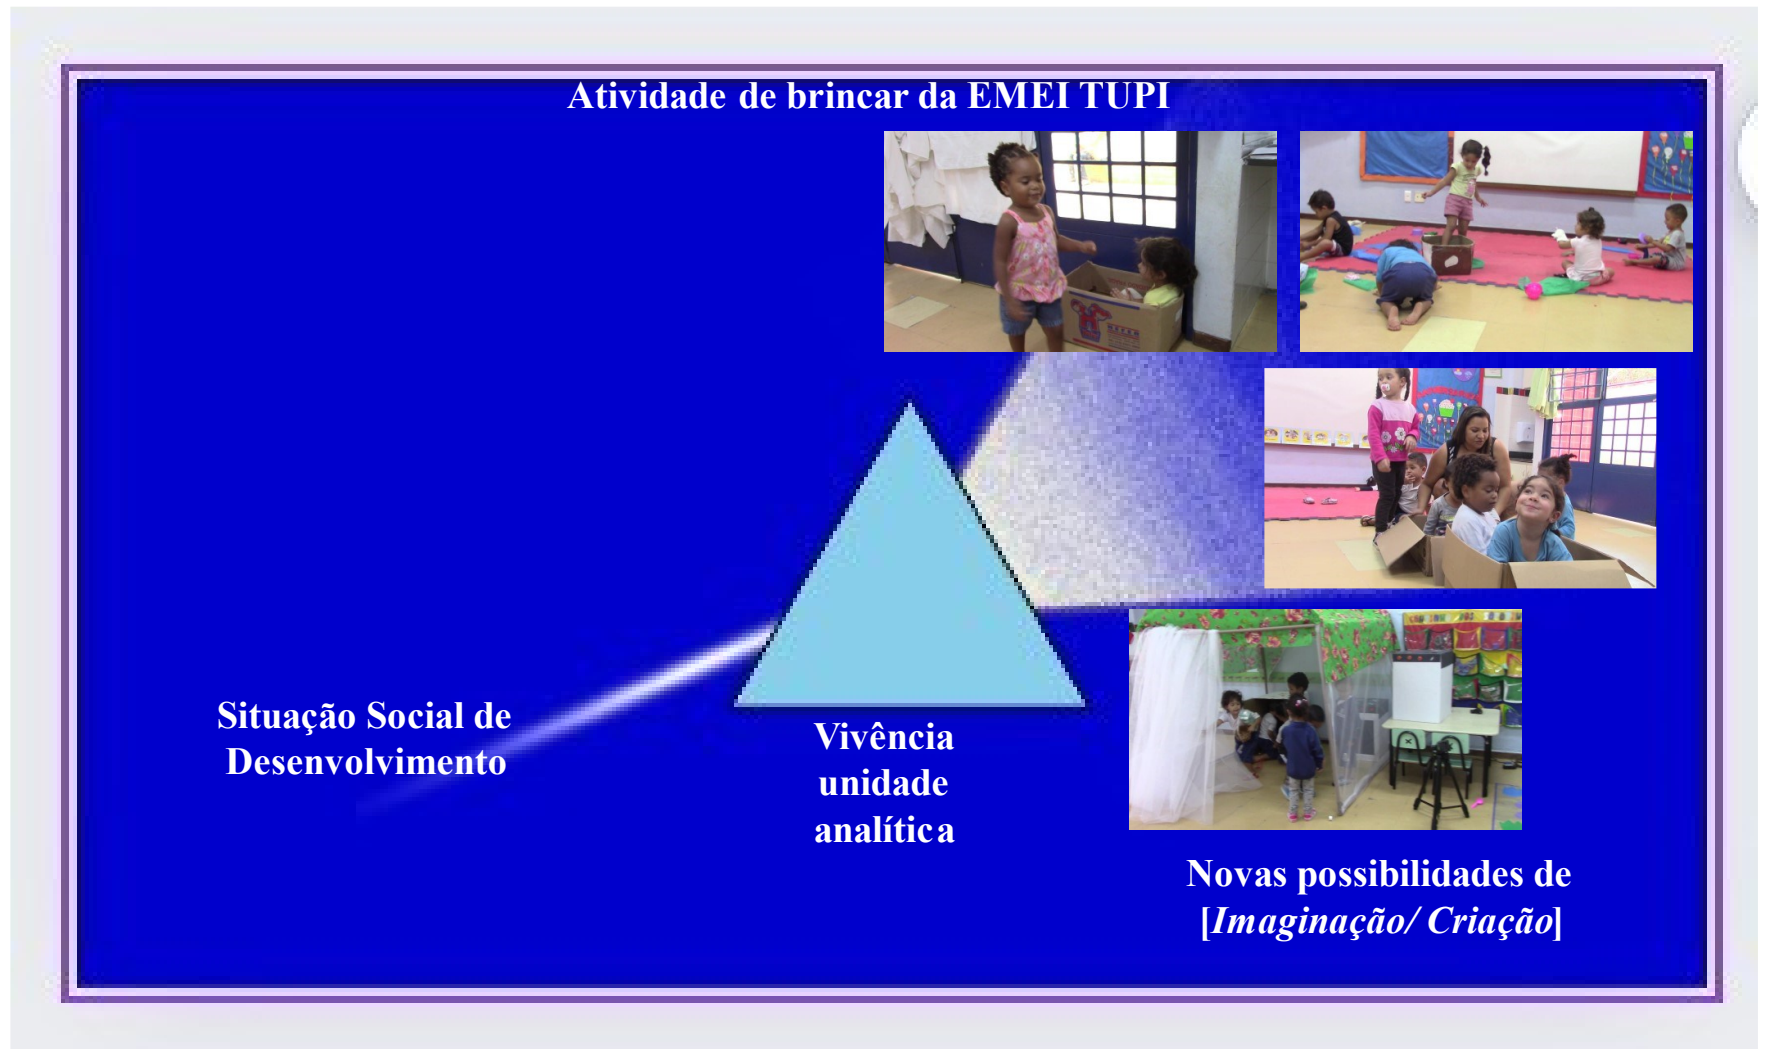 Atividade de brincar da EMEI TUPI
Situação Social de
Desenvolvimento
Vivência
unidade
analítica
Novas possibilidades de
[Imaginação/ Criação]